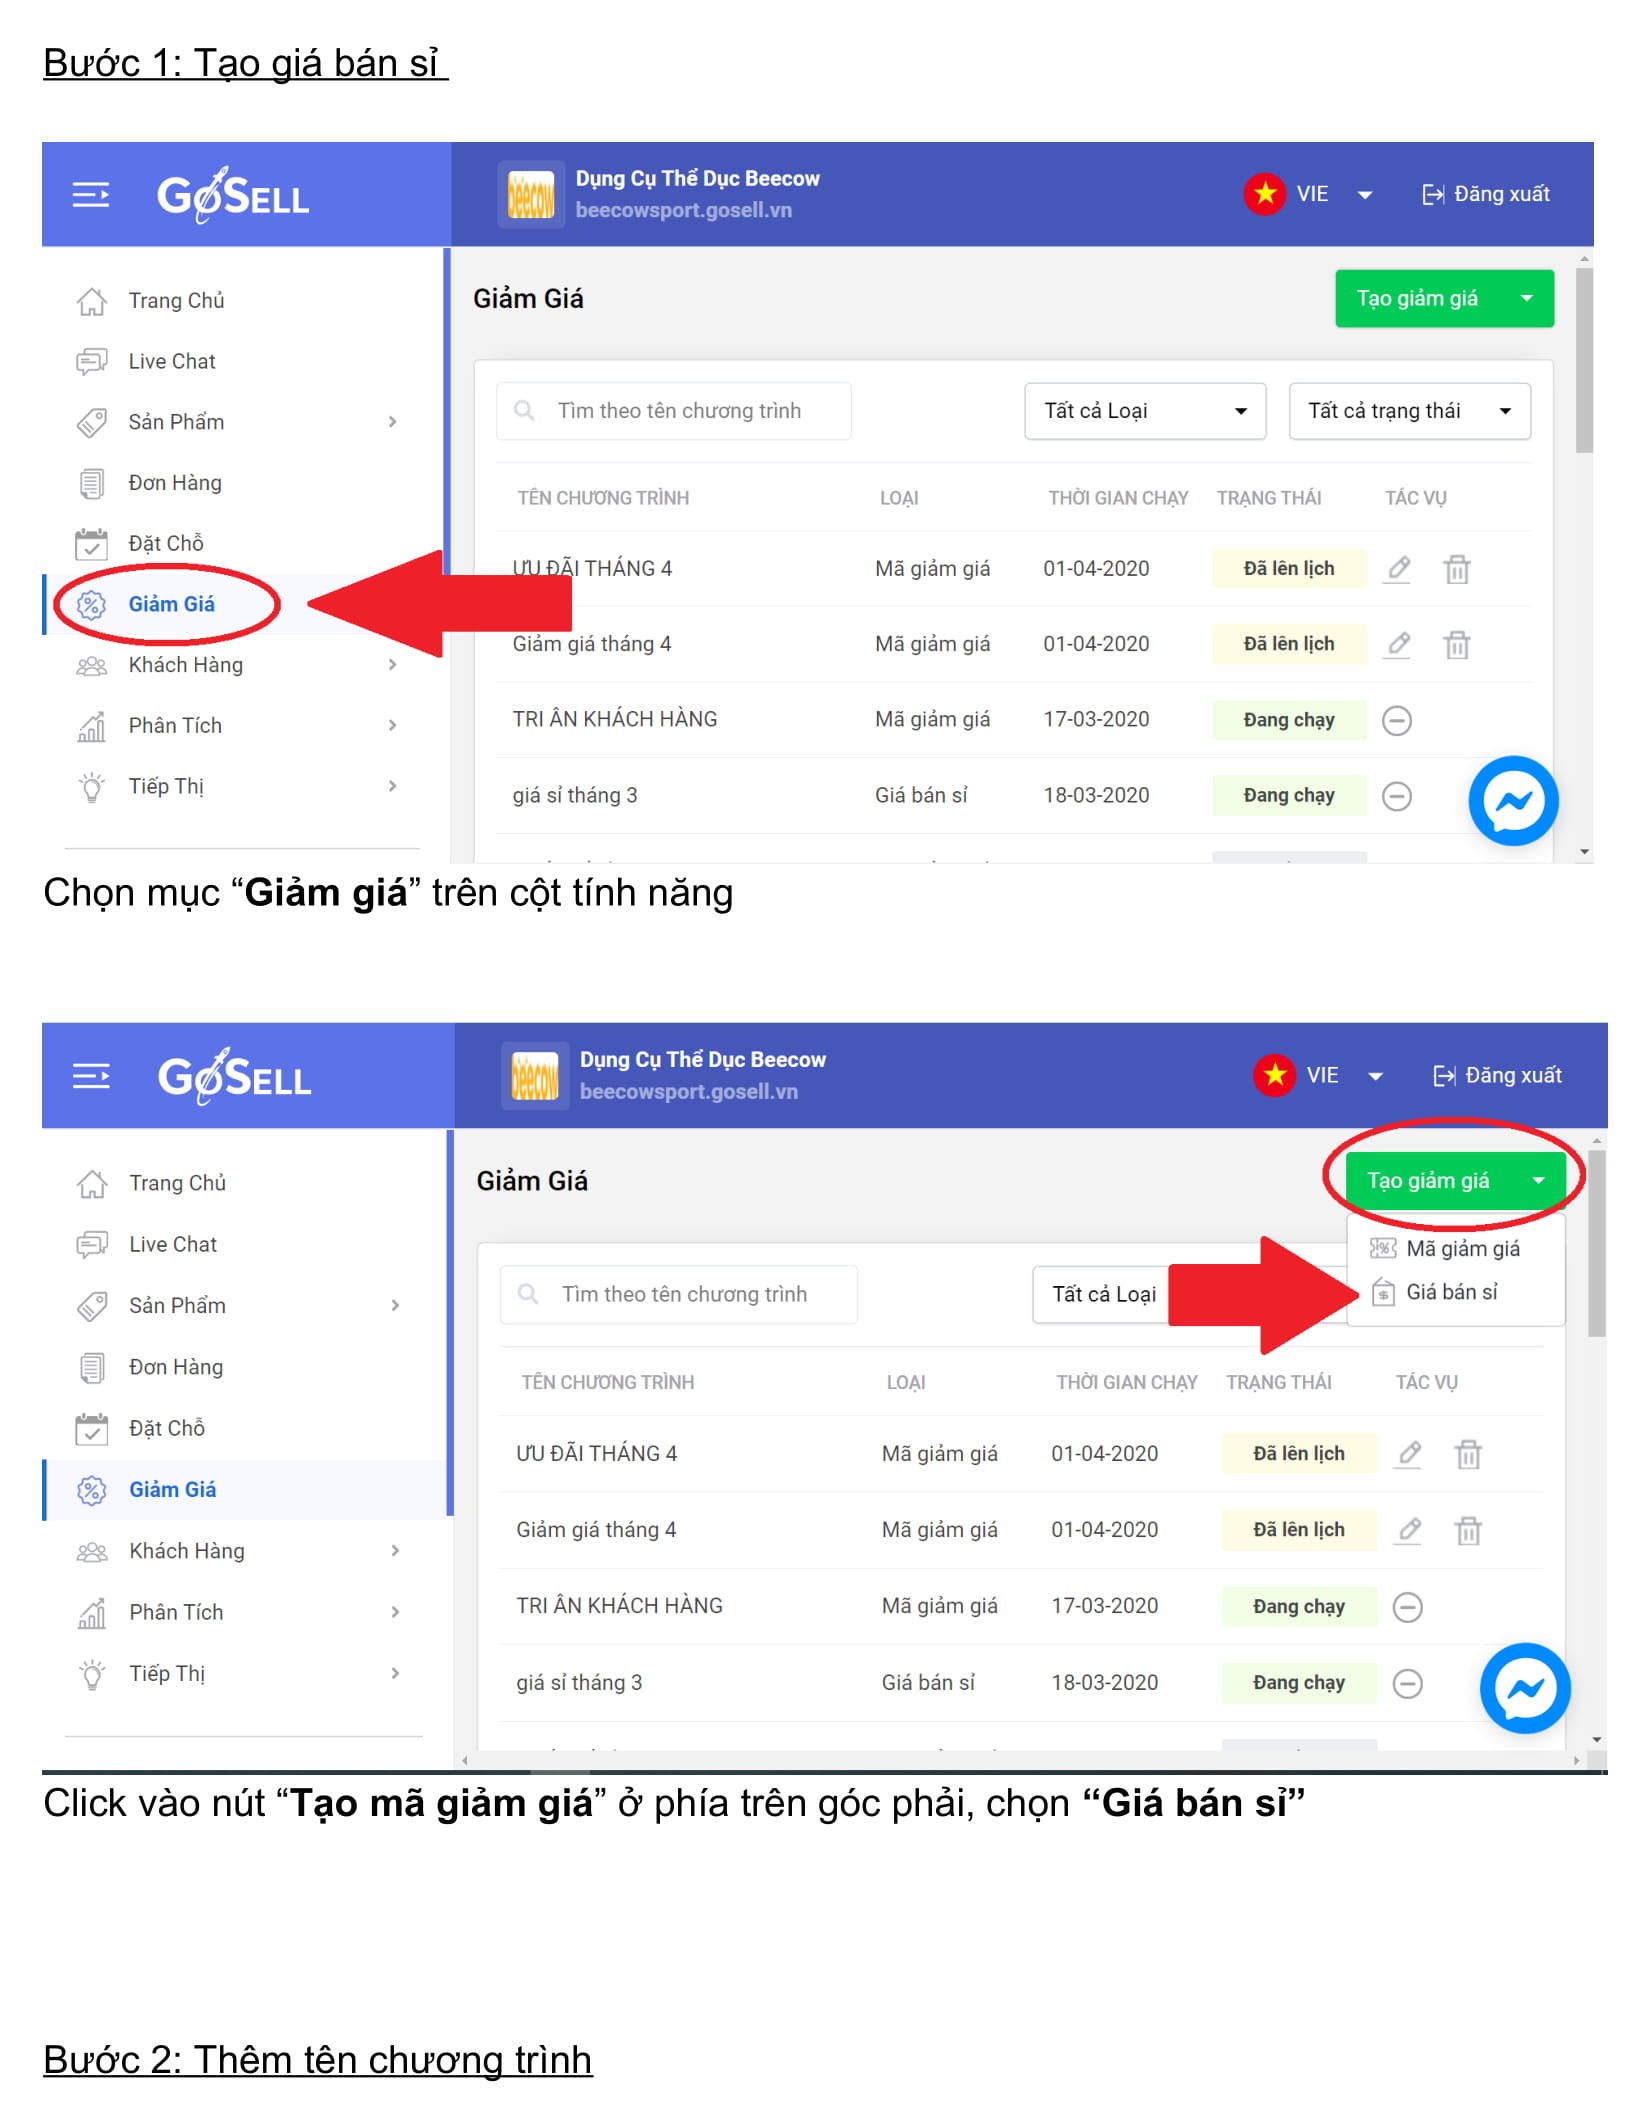 Bước 1: Tạo giá bán sỉ
GoSELL
Dụng Cụ Thể Dục Beecow
beecowsport.gosell.vn
beecow
VIE
Đăng xuất
Trang Chủ
Live Chat
Sản Phẩm
Đơn Hàng
Đặt Chỗ
Giảm Giá
Khách Hàng
Phân Tích
Tiếp Thị
Giảm Giá
Tạo giảm giá
Tìm theo tên chương trình
Tất cả Loại
Tất cả trạng thái
TÊN CHƯƠNG TRÌNH LOẠI THỜI GIAN CHẠY TRẠNG THÁI TÁC VỤ
ƯU ĐÃI THÁNG 4 Mã giảm giá 01-04-2020 Đã lên lịch
Giảm giá tháng 4 Mã giảm giá 01-04-2020 Đã lên lịch
TRI ÂN KHÁCH HÀNG Mã giảm giá 17-03-2020 Đang chạy
giá sỉ tháng 3 Giá bán sỉ 18-03-2020 Đang chạy
Chọn mục “Giảm giá” trên cột tính năng
GoSELL
Dụng Cụ Thể Dục Beecow
beecowsport.gosell.vn
beecow
VIE
Đăng xuất
Trang Chủ
Live Chat
Sản Phẩm
Đơn Hàng
Đặt Chỗ
Giảm Giá
Khách Hàng
Phân Tích
Tiếp Thị
Giảm Giá
Tạo giảm giá
Mã giảm giá
Giá bán sỉ
Tìm theo tên chương trình
Tất cả Loại
TÊN CHƯƠNG TRÌNH LOẠI THỜI GIAN CHẠY TRẠNG THÁI TÁC VỤ
ƯU ĐÃI THÁNG 4 Mã giảm giá 01-04-2020 Đã lên lịch
Giảm giá tháng 4 Mã giảm giá 01-04-2020 Đã lên lịch
TRI ÂN KHÁCH HÀNG Mã giảm giá 17-03-2020 Đang chạy
giá sỉ tháng 3 Giá bán sỉ 18-03-2020 Đang chạy
Click vào nút “Tạo mã giảm giá” ở phía trên góc phải, chọn “Giá bán sỉ”
Bước 2: Thêm tên chương trình